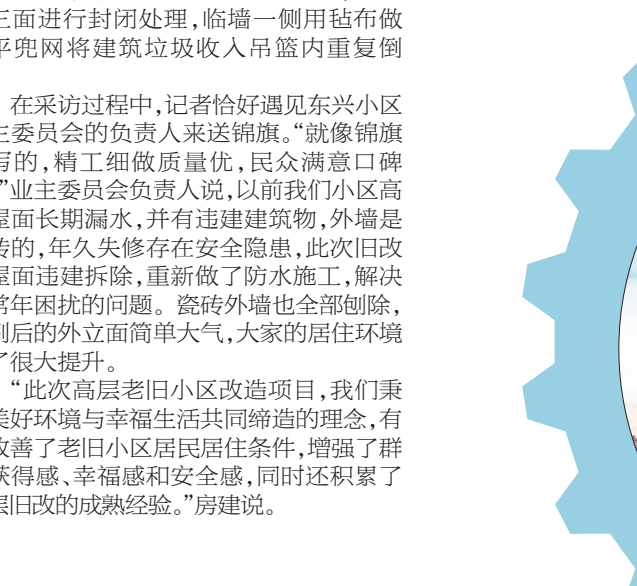 三面进行封闭处理,临墙一侧用毡布做
平兜网将建筑垃圾收入吊篮内重复倒
在采访过程中,记者恰好遇见东兴小区
主委员会的负责人来送锦旗。“就像锦旗
写的,精工细做质量优,民众满意口碑
”业主委员会负责人说,以前我们小区高
屋面长期漏水,并有违建建筑物,外墙是
砖的,年久失修存在安全隐患,此次旧改
屋面违建拆除,重新做了防水施工,解决
常年困扰的问题。瓷砖外墙也全部刨除,
后的外立面简单大气,大家的居住环境
了很大提升。
“此次高层老旧小区改造项目,我们秉
美好环境与幸福生活共同缔造的理念,有
改善了老旧小区居民居住条件,增强了群
获得感、幸福感和安全感,同时还积累了
层旧改的成熟经验。”房建说。